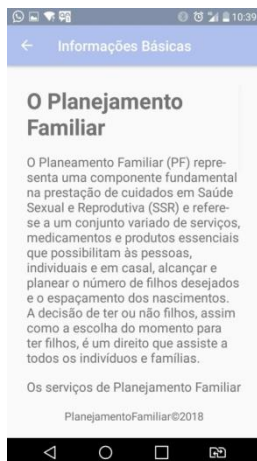 10:39
Informações Básicas
O Planejamento
Familiar
O Planeamento Familiar (PF) repre-
senta uma componente fundamental
na prestação de cuidados em Saúde
Sexual e Reprodutiva (SSR) e refere-
se a um conjunto variado de serviços,
medicamentos e produtos essenciais
que possibilitam às pessoas,
individuais e em casal, alcançar e
planear o número de filhos desejados
e o espaçamento dos nascimentos.
A decisão de ter ou não filhos, assim
como a escolha do momento para
ter filhos, é um direito que assiste a
todos os indivíduos e famílias.
Os serviços de Planejamento Familiar
PlanejamentoFamiliar©2018